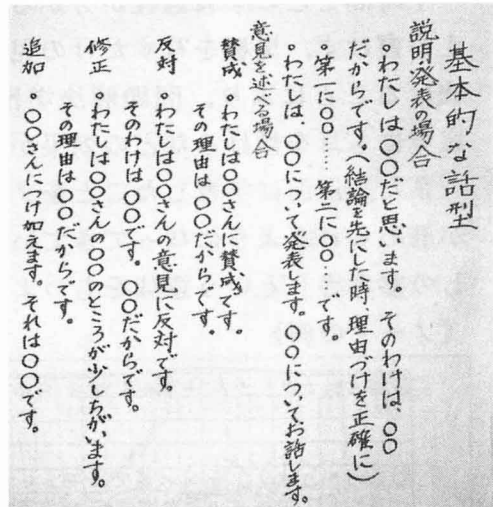 基本的な話型
説明発表の場合
。わたしは〇〇だと思います。そのわけは、〇〇
だからです。(結論を先にした時、理由づけを正確に)
第一に〇〇……第二に〇〇……です。
。わたしは、〇〇について発表します。〇〇についてお話します。
意見を述べる場合
賛成 。わたしは〇〇さんに賛成です。
その理由は〇〇だからです。
反対 。わたしは〇〇さんの意見に反対です。
そのわけは〇〇です。〇〇だからです。
修正 わたしは〇〇さんの〇〇のところが少しちがいます。
その理由は〇〇だからです。
追加 〇〇さんにつけ加えます。それは〇〇です。